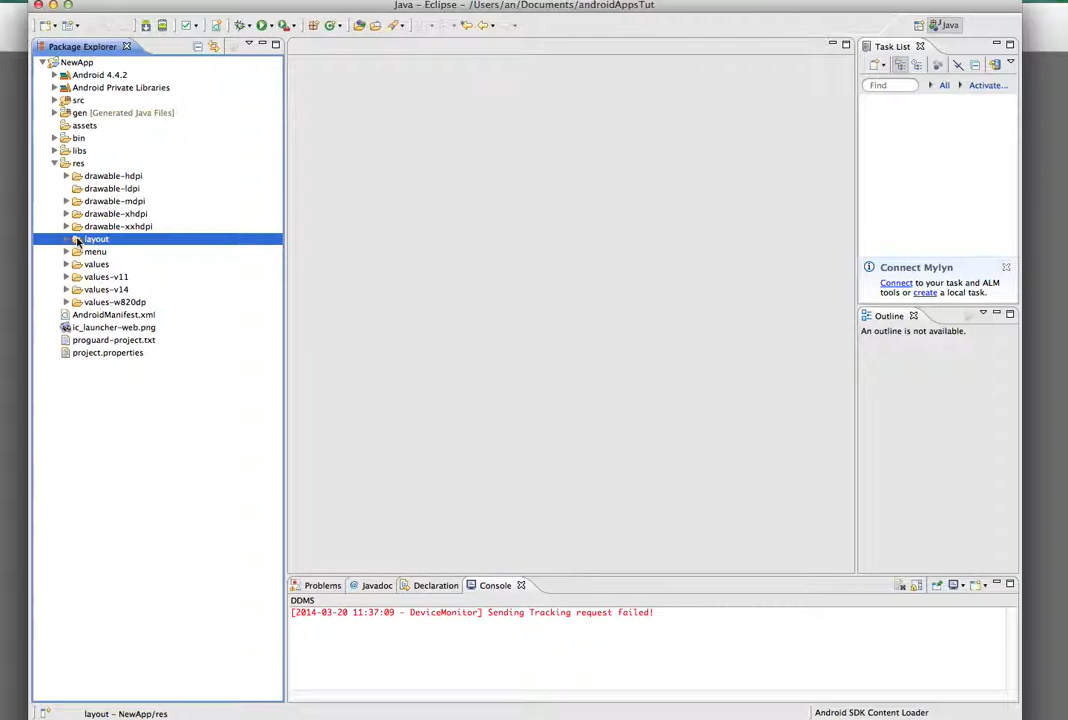 Java - Eclipse - /Users/an/Documents/androidAppsTut
Java
Package Explorer
NewApp
Android 4.4.2
Android Private Libraries
src
gen [Generated Java Files]
assets
bin
libs
res
drawable-hdpi
drawable-ldpi
drawable-mdpi
drawable-xhdpi
drawable-xxhdpi
layout
menu
values
values-v11
values-v14
values-w820dp
AndroidManifest.xml
ic_launcher-web.png
proguard-project.txt
project.properties
Task List
Find
All
Activate...
Connect Mylyn
Connect to your task and ALM
tools or create a local task.
Outline
An outline is not available.
Problems
@ Javadoc
Declaration
Console
DDMS
[2014-03-20 11:37:09 - DeviceMonitor] Sending Tracking request failed!
layout - NewApp/res
Android SDK Content Loader